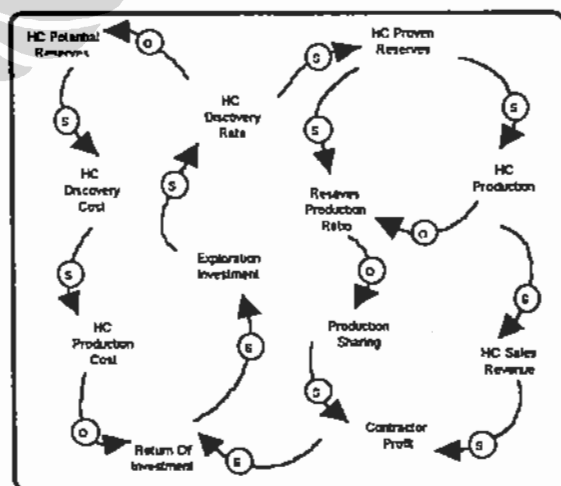 HC Potential
Reserves
O
HC Proven
Reserves
S
HC
Discovery
Rate
S
S
S
HC
Discovery
Cost
S
Reserves
Production
Ratio
HC
Production
O
S
Exploration
Investment
O
S
HC
Production
Cost
Production
Sharing
S
HC Sales
Revenue
S
O
Return Of
Investment
S
Contractor
Profit
S